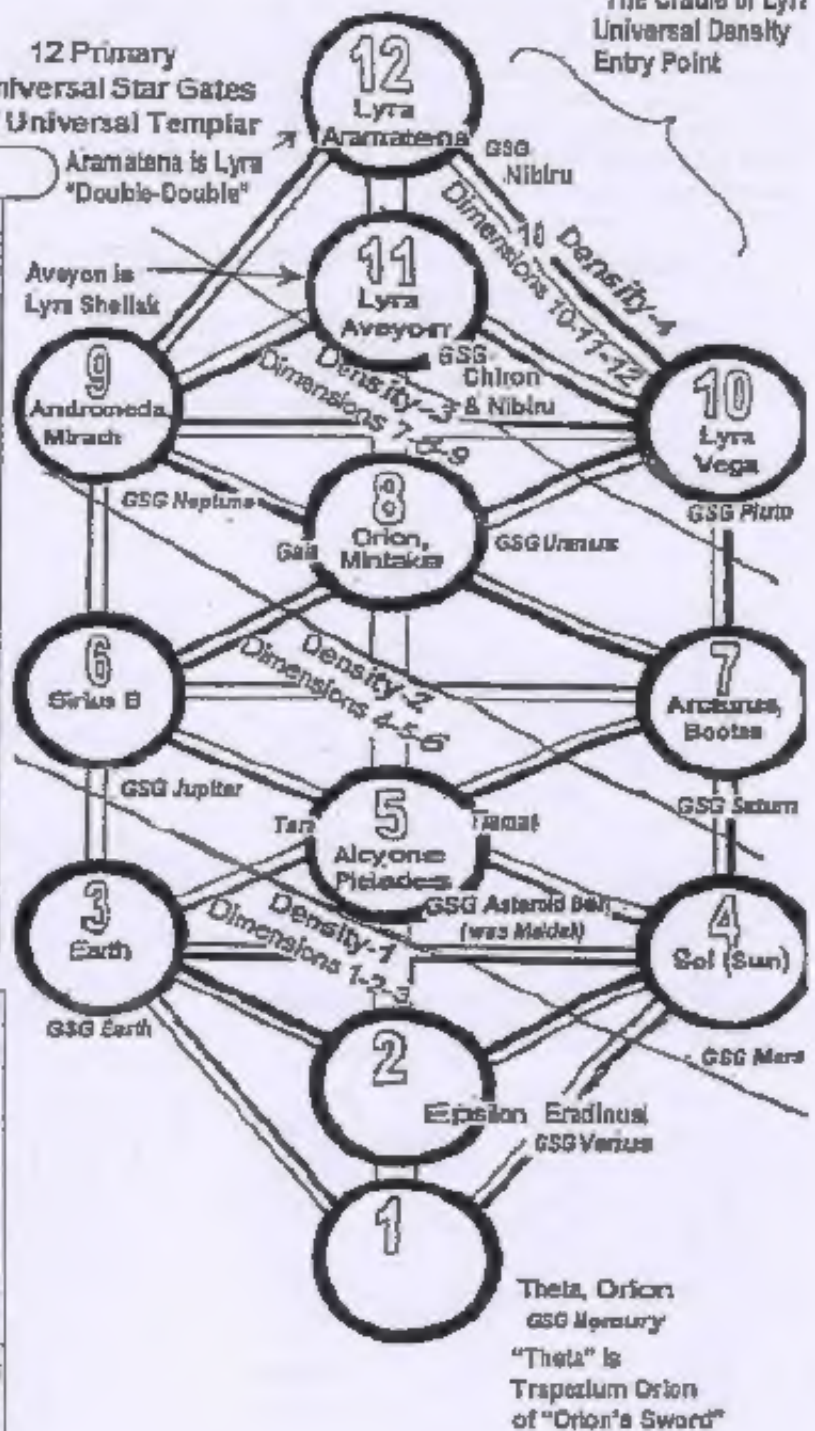 "The Cradle of Lyra
Universal Density
Entry Point
12 Primary
Universal Star Gates
Universal Templar
Aramatena is Lyra
"Double-Double"
12
Lyra
Aramatena
GSG
Nibiru
10
Density-4
Dimensions 10-11-12
Aveyon is
Lyra Sheliak
11
Lyra
Aveyon
GSG
Chiron
& Nibiru
Density-3
Dimensions 7-8-9
9
Andromeda,
Mirach
10
Lyra
Vega
GSG Neptune
GSG Pluto
Gaia
8
Orion,
Mintaka
GSG Uranus
Density-2
Dimensions 4-5-6
6
Sirius B
7
Arcturus,
Bootes
GSG Jupiter
GSG Saturn
Tara
5
Alcyone
Pleiades
Tiamat
GSG Asteroid Belt
(was Maldek)
Density-1
Dimensions 1-2-3
3
Earth
4
Sol (Sun)
GSG Earth
GSG Mars
2
Epsilon Eradinus
GSG Venus
1
Theta, Orion
GSG Mercury
"Theta" is
Trapezium Orion
of "Orion's Sword"